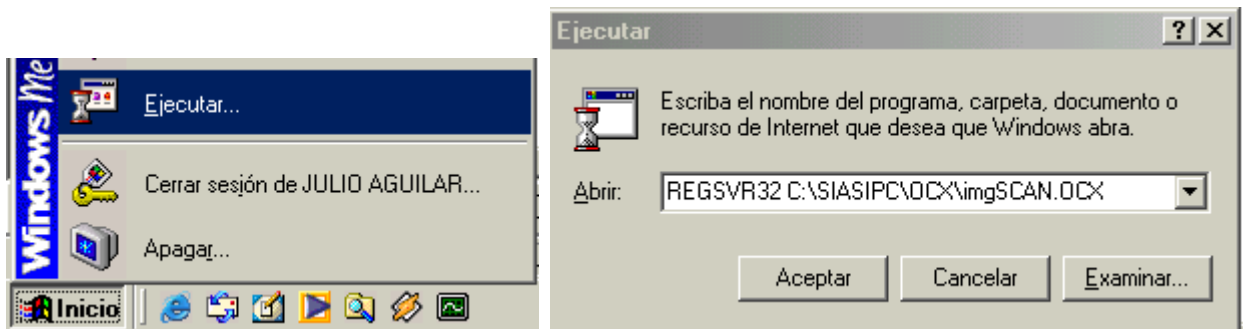 Windows Me
Ejecutar...
Cerrar sesión de JULIO AGUILAR...
Apagar...
Inicio
Ejecutar
Escriba el nombre del programa, carpeta, documento o
recurso de Internet que desea que Windows abra.
Abrir: REGSVR32 C:\SIASIPC\OCX\imgSCAN.OCX
Aceptar Cancelar Examinar...